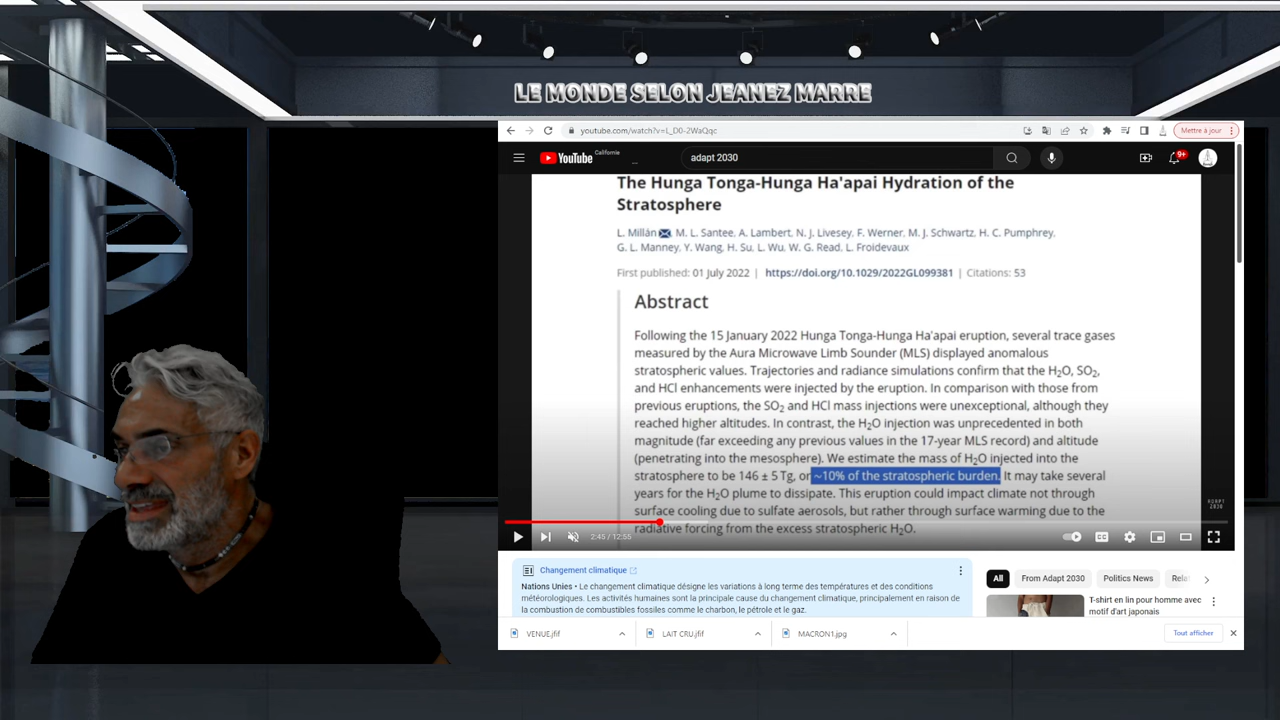 LE MONDE SELON JEANEZ MARRE
youtube.com/watch?v=L_D0-2WaQqc
Mettre à jour
YouTube
Californie
adapt 2030
9+
The Hunga Tonga-Hunga Ha'apai Hydration of the
Stratosphere
L. Millán, M. L. Santee, A. Lambert, N. J. Livesey, F. Werner, M. J. Schwartz, H. C. Pumphrey,
G. L. Manney, Y. Wang, H. Su, L. Wu, W. G. Read, L. Froidevaux
First published: 01 July 2022 | https://doi.org/10.1029/2022GL099381 | Citations: 53
Abstract
Following the 15 January 2022 Hunga Tonga-Hunga Ha'apai eruption, several trace gases
measured by the Aura Microwave Limb Sounder (MLS) displayed anomalous
stratospheric values. Trajectories and radiance simulations confirm that the H₂O, SO₂,
and HCl enhancements were injected by the eruption. In comparison with those from
previous eruptions, the SO₂ and HCl mass injections were unexceptional, although they
reached higher altitudes. In contrast, the H₂O injection was unprecedented in both
magnitude (far exceeding any previous values in the 17-year MLS record) and altitude
(penetrating into the mesosphere). We estimate the mass of H₂O injected into the
stratosphere to be 146 ± 5 Tg, or ~10% of the stratospheric burden. It may take several
years for the H₂O plume to dissipate. This eruption could impact climate not through
surface cooling due to sulfate aerosols, but rather through surface warming due to the
radiative forcing from the excess stratospheric H₂O.
ADAPT
2030
2:45 / 12:55
Changement climatique
Nations Unies • Le changement climatique désigne les variations à long terme des températures et des conditions
météorologiques. Les activités humaines sont la principale cause du changement climatique, principalement en raison de
la combustion de combustibles fossiles comme le charbon, le pétrole et le gaz.
All
From Adapt 2030
Politics News
Rela
T-shirt en lin pour homme avec
motif d'art japonais
VENUE.jfif
LAIT CRU.jfif
MACRON1.jpg
Tout afficher